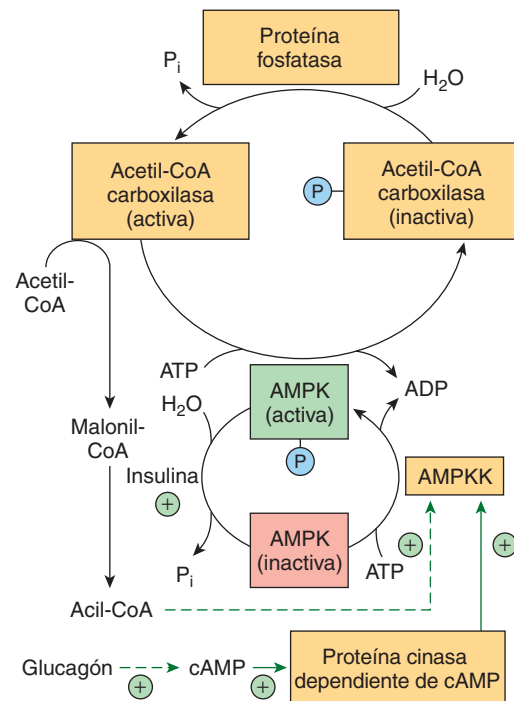 Proteína
fosfatasa
Pi
H2O
Acetil-CoA
carboxilasa
(activa)
P
Acetil-CoA
carboxilasa
(inactiva)
Acetil-
CoA
ATP
ADP
H2O
AMPK
(activa)
P
Malonil-
CoA
Insulina
+
AMPKK
AMPK
(inactiva)
Pi
ATP
+
+
Acil-CoA
Glucagón
+
cAMP
+
Proteína cinasa
dependiente de cAMP